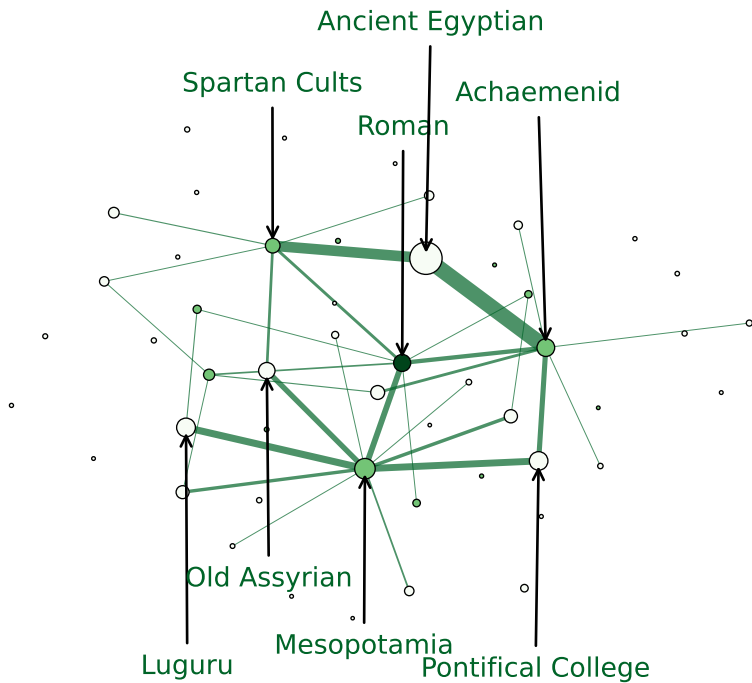 Ancient Egyptian
Spartan Cults
Achaemenid
Roman
Old Assyrian
Mesopotamia
Luguru
Pontifical College